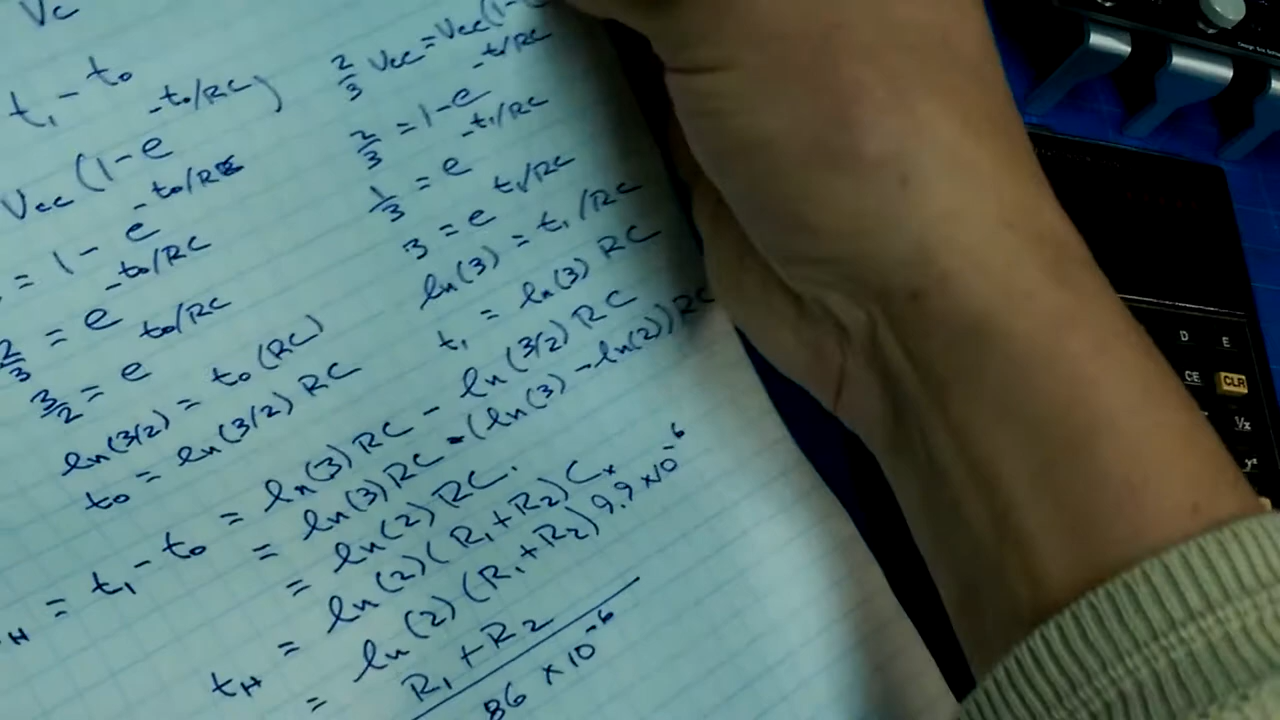 Vc
t₁ - t₀
Vcc (1 - e -t₀/RC )
= 1 - e -t₀/RC
2/3 = e -t₀/RC
3/2 = e t₀/RC
ln(3/2) = t₀ (RC)
t₀ = ln(3/2) RC
2/3 Vcc = Vcc(1-
2/3 = 1 - e -t₁/RC
1/3 = e -t₁/RC
3 = e t₁/RC
ln(3) = t₁/RC
t₁ = ln(3) RC
H = t₁ - t₀ = ln(3) RC - ln(3/2) RC
= ln(3) RC - (ln(3) - ln(2)) RC
= ln(2) RC.
tH = ln(2) (R₁ + R₂) Cx
= ln(2) (R₁ + R₂) 9.9 × 10⁻⁶
R₁ + R₂
86 × 10⁻⁶
D E
CE CLR
¹/x